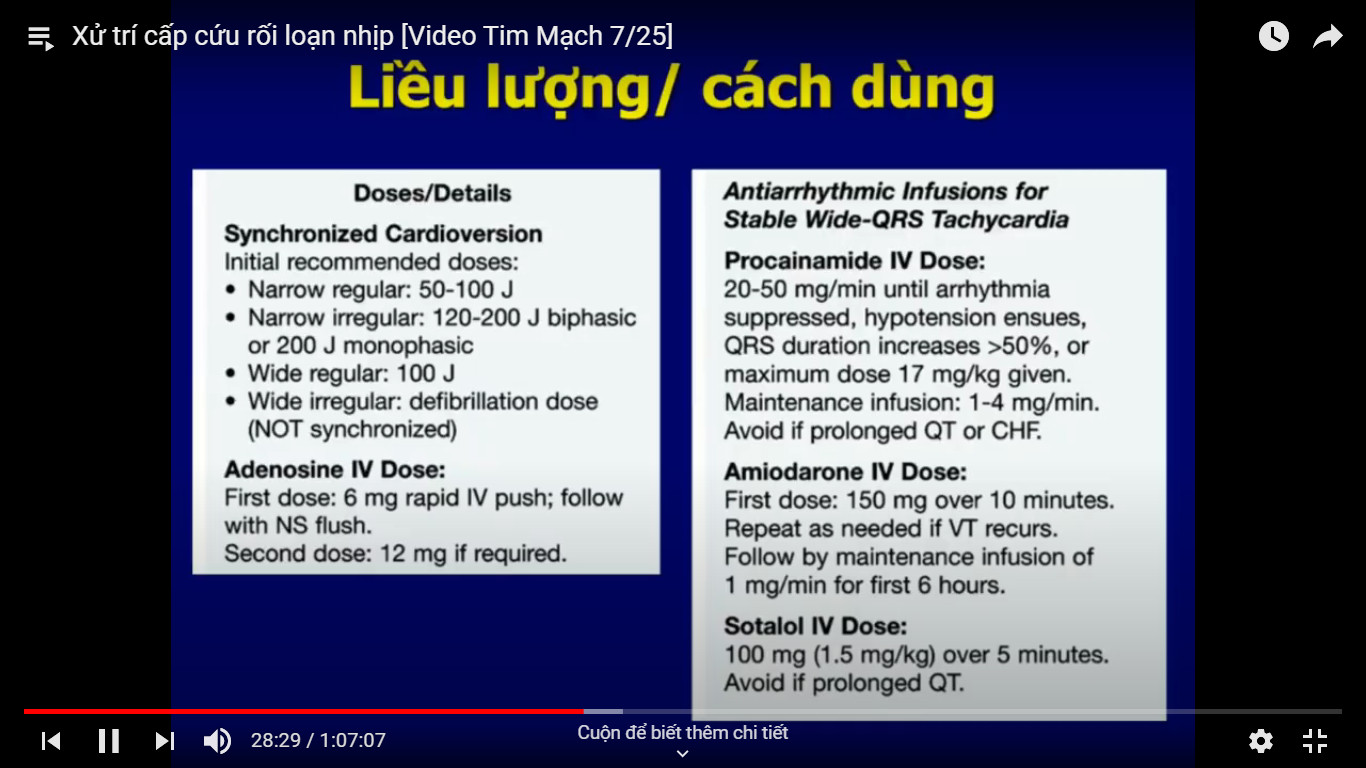 Xử trí cấp cứu rối loạn nhịp [Video Tim Mạch 7/25]
Liều lượng/ cách dùng
Doses/Details
Synchronized Cardioversion
Initial recommended doses:
• Narrow regular: 50-100 J
• Narrow irregular: 120-200 J biphasic
or 200 J monophasic
• Wide regular: 100 J
• Wide irregular: defibrillation dose
(NOT synchronized)
Adenosine IV Dose:
First dose: 6 mg rapid IV push; follow
with NS flush.
Second dose: 12 mg if required.
Antiarrhythmic Infusions for
Stable Wide-QRS Tachycardia
Procainamide IV Dose:
20-50 mg/min until arrhythmia
suppressed, hypotension ensues,
QRS duration increases >50%, or
maximum dose 17 mg/kg given.
Maintenance infusion: 1-4 mg/min.
Avoid if prolonged QT or CHF.
Amiodarone IV Dose:
First dose: 150 mg over 10 minutes.
Repeat as needed if VT recurs.
Follow by maintenance infusion of
1 mg/min for first 6 hours.
Sotalol IV Dose:
100 mg (1.5 mg/kg) over 5 minutes.
Avoid if prolonged QT.
28:29 / 1:07:07
Cuộn để biết thêm chi tiết